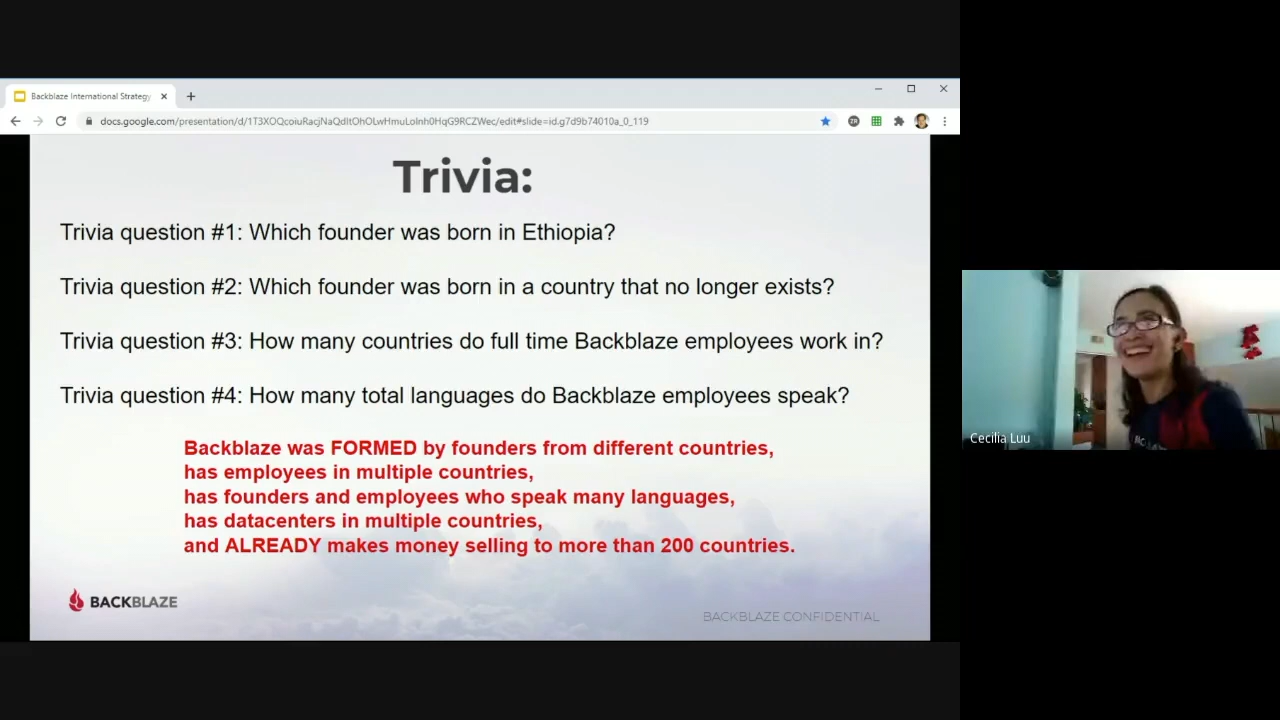 Backblaze International Strategy
docs.google.com/presentation/d/1T3XOQcoiuRacjNaQdItOhOLwHmuLoInh0HqG9RCZWec/edit#slide=id.g7d9b74010a_0_119
Trivia:
Trivia question #1: Which founder was born in Ethiopia?
Trivia question #2: Which founder was born in a country that no longer exists?
Trivia question #3: How many countries do full time Backblaze employees work in?
Trivia question #4: How many total languages do Backblaze employees speak?
Backblaze was FORMED by founders from different countries,
has employees in multiple countries,
has founders and employees who speak many languages,
has datacenters in multiple countries,
and ALREADY makes money selling to more than 200 countries.
BACKBLAZE
BACKBLAZE CONFIDENTIAL
Cecilia Luu